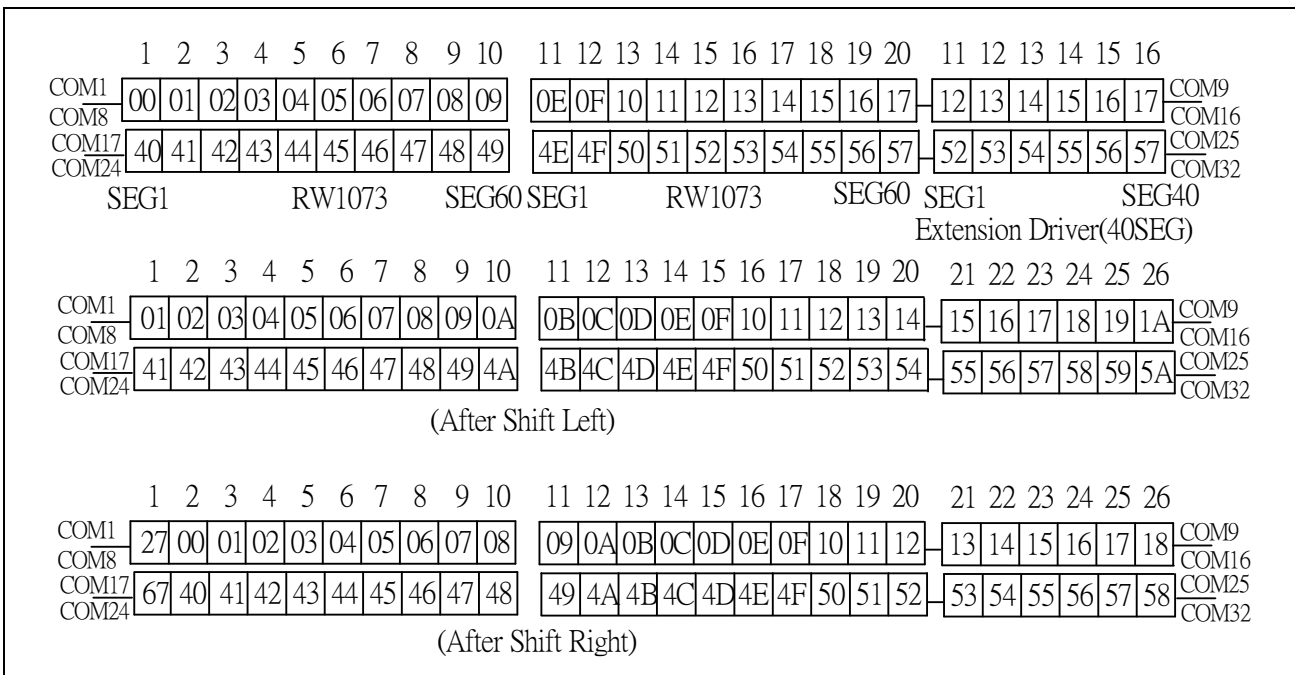 1 2 3 4 5 6 7 8 9 10 11 12 13 14 15 16 17 18 19 20 11 12 13 14 15 16
COM1 COM8 00 01 02 03 04 05 06 07 08 09 0E 0F 10 11 12 13 14 15 16 17 12 13 14 15 16 17 COM9 COM16
COM17 COM24 40 41 42 43 44 45 46 47 48 49 4E 4F 50 51 52 53 54 55 56 57 52 53 54 55 56 57 COM25 COM32
SEG1 RW1073 SEG60 SEG1 RW1073 SEG60 SEG1 SEG40
Extension Driver(40SEG)
1 2 3 4 5 6 7 8 9 10 11 12 13 14 15 16 17 18 19 20 21 22 23 24 25 26
COM1 COM8 01 02 03 04 05 06 07 08 09 0A 0B 0C 0D 0E 0F 10 11 12 13 14 15 16 17 18 19 1A COM9 COM16
COM17 COM24 41 42 43 44 45 46 47 48 49 4A 4B 4C 4D 4E 4F 50 51 52 53 54 55 56 57 58 59 5A COM25 COM32
(After Shift Left)
1 2 3 4 5 6 7 8 9 10 11 12 13 14 15 16 17 18 19 20 21 22 23 24 25 26
COM1 COM8 27 00 01 02 03 04 05 06 07 08 09 0A 0B 0C 0D 0E 0F 10 11 12 13 14 15 16 17 18 COM9 COM16
COM17 COM24 67 40 41 42 43 44 45 46 47 48 49 4A 4B 4C 4D 4E 4F 50 51 52 53 54 55 56 57 58 COM25 COM32
(After Shift Right)